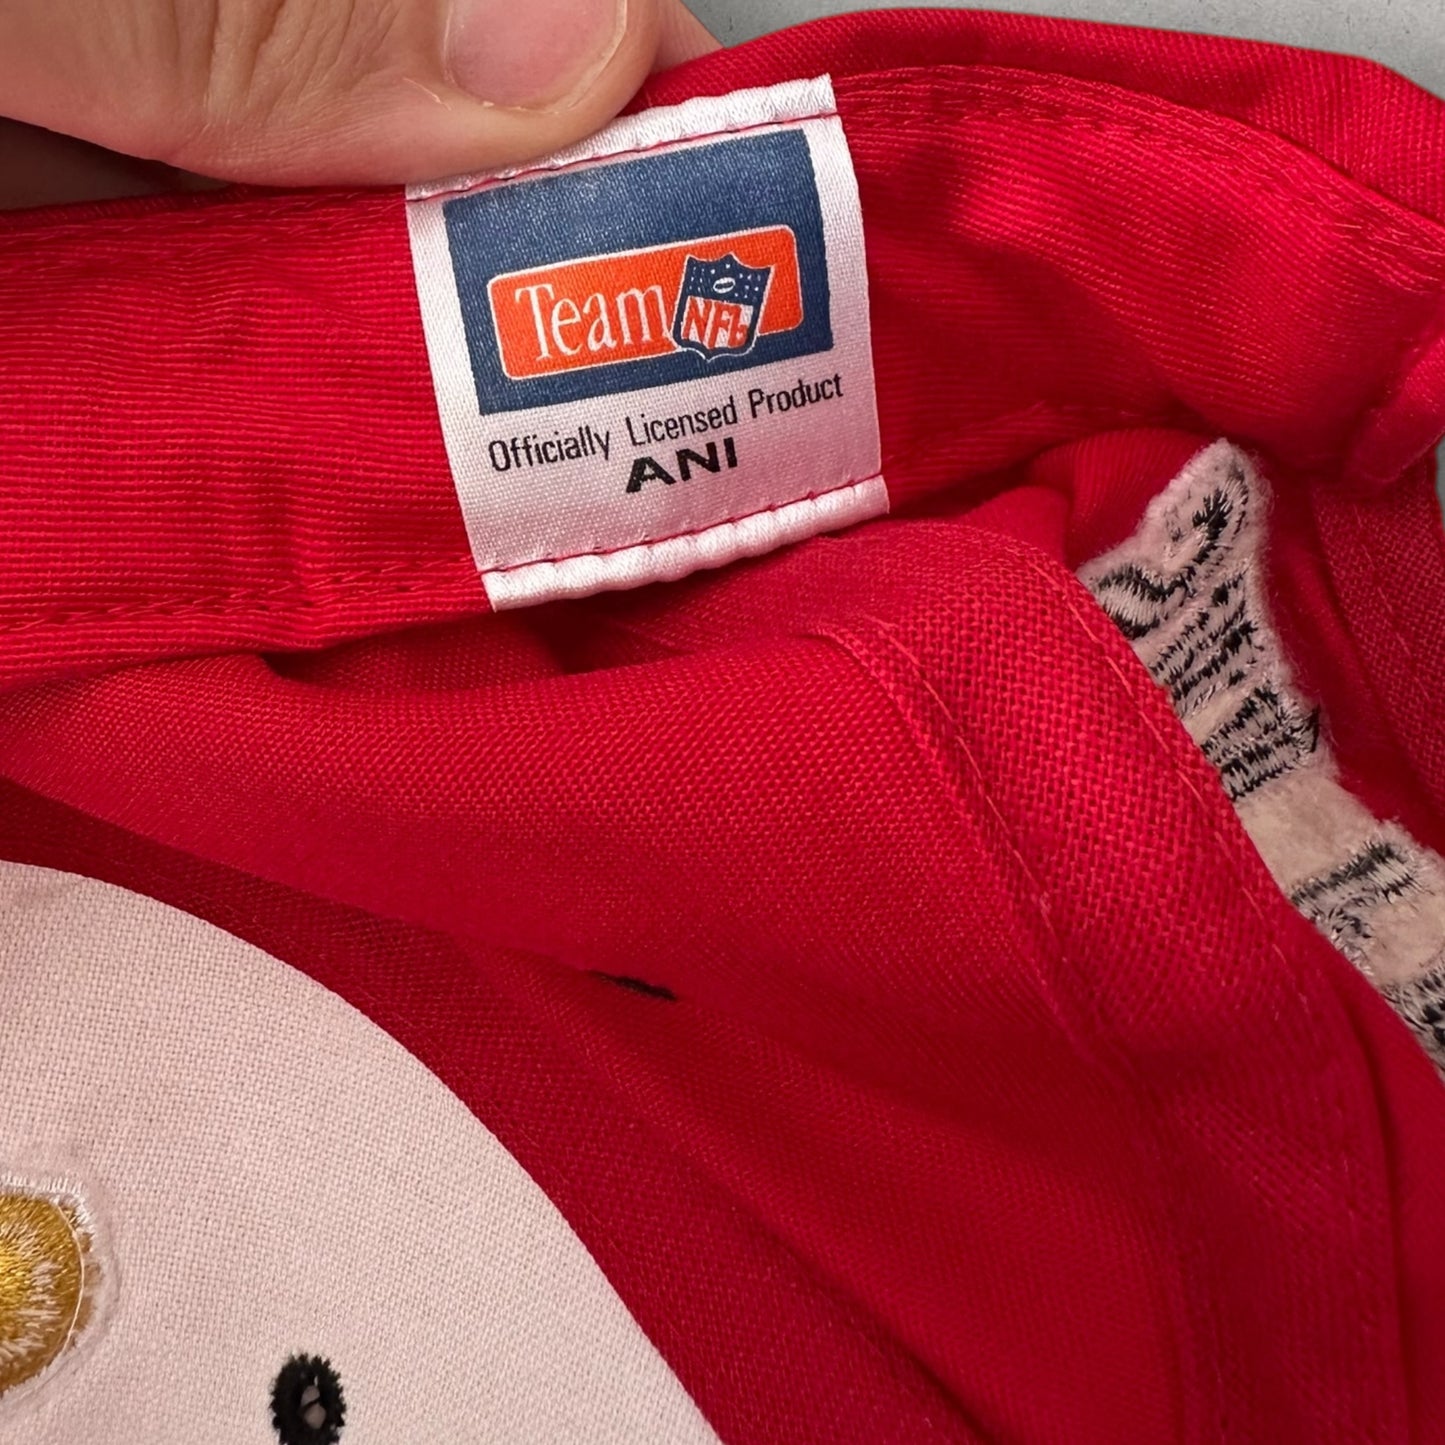 Team NFL
Officially Licensed Product
ANI